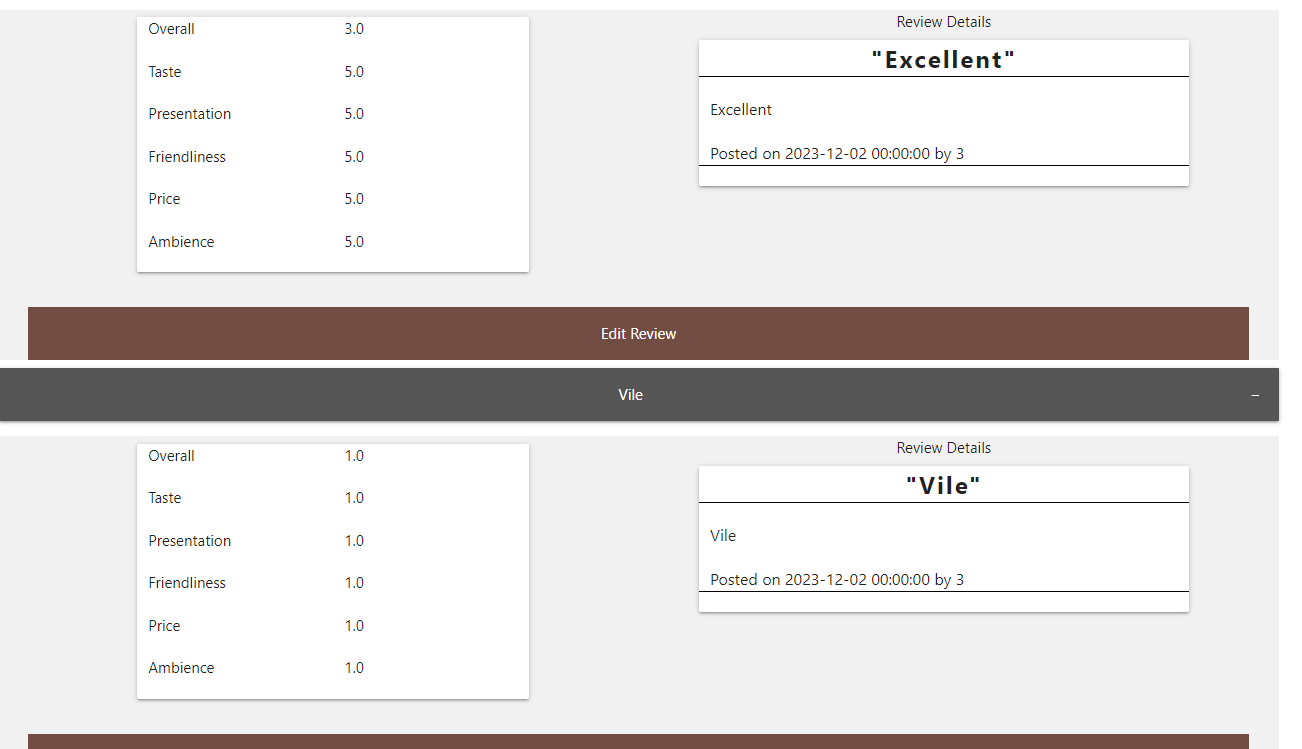 Overall 3.0
Taste 5.0
Presentation 5.0
Friendliness 5.0
Price 5.0
Ambience 5.0
Review Details
"Excellent"
Excellent
Posted on 2023-12-02 00:00:00 by 3
Edit Review
Vile −
Overall 1.0
Taste 1.0
Presentation 1.0
Friendliness 1.0
Price 1.0
Ambience 1.0
Review Details
"Vile"
Vile
Posted on 2023-12-02 00:00:00 by 3